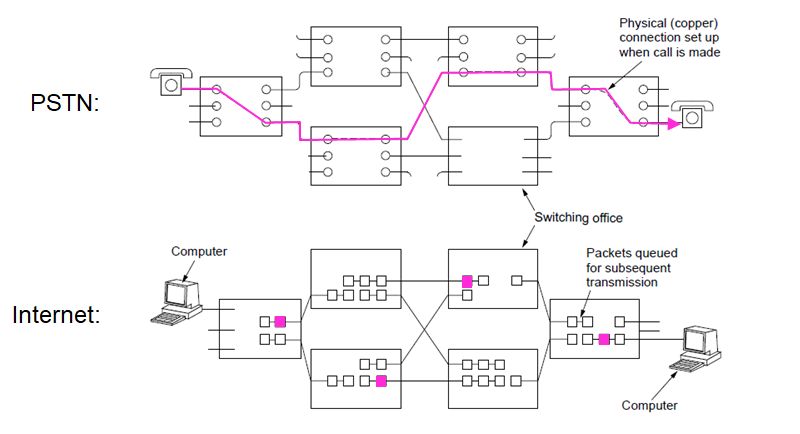 Physical (copper)
connection set up
when call is made
PSTN:
Switching office
Computer
Packets queued
for subsequent
transmission
Internet:
Computer